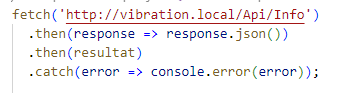 fetch('http://vibration.local/Api/Info')
.then(response => response.json())
.then(resultat)
.catch(error => console.error(error));